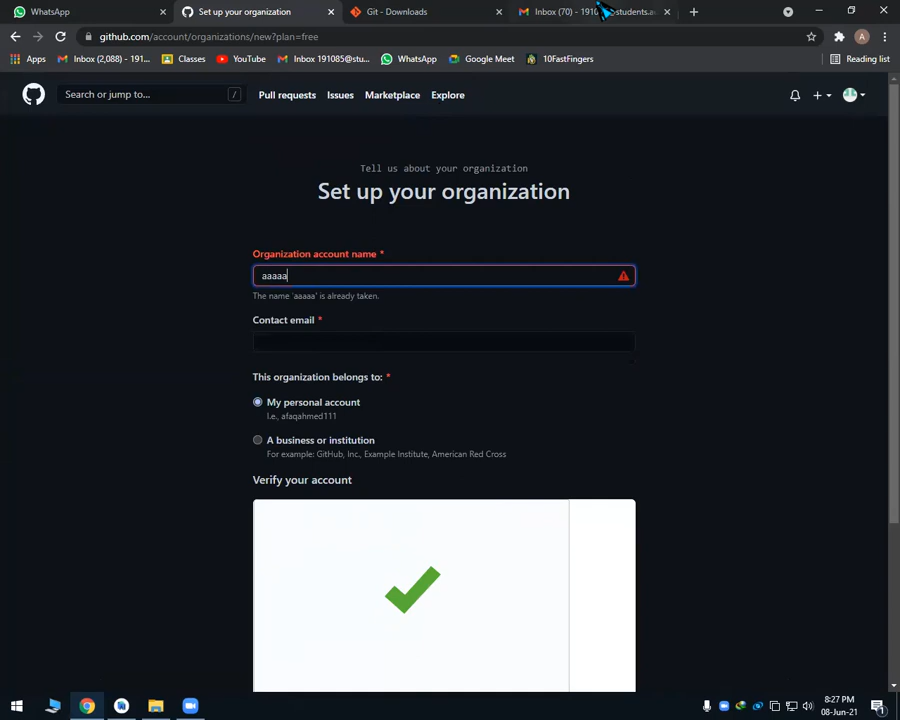 WhatsApp
Set up your organization
Git - Downloads
Inbox (70) - 1910
students.a
github.com/account/organizations/new?plan=free
A
Apps
Inbox (2,088) - 191...
Classes
YouTube
Inbox 191085@stu...
WhatsApp
Google Meet
10FastFingers
Reading list
Search or jump to...
/
Pull requests
Issues
Marketplace
Explore
Tell us about your organization
Set up your organization
Organization account name *
aaaaa
The name 'aaaaa' is already taken.
Contact email *
This organization belongs to: *
My personal account
I.e., afaqahmed111
A business or institution
For example: GitHub, Inc., Example Institute, American Red Cross
Verify your account
8:27 PM
08-Jun-21
1